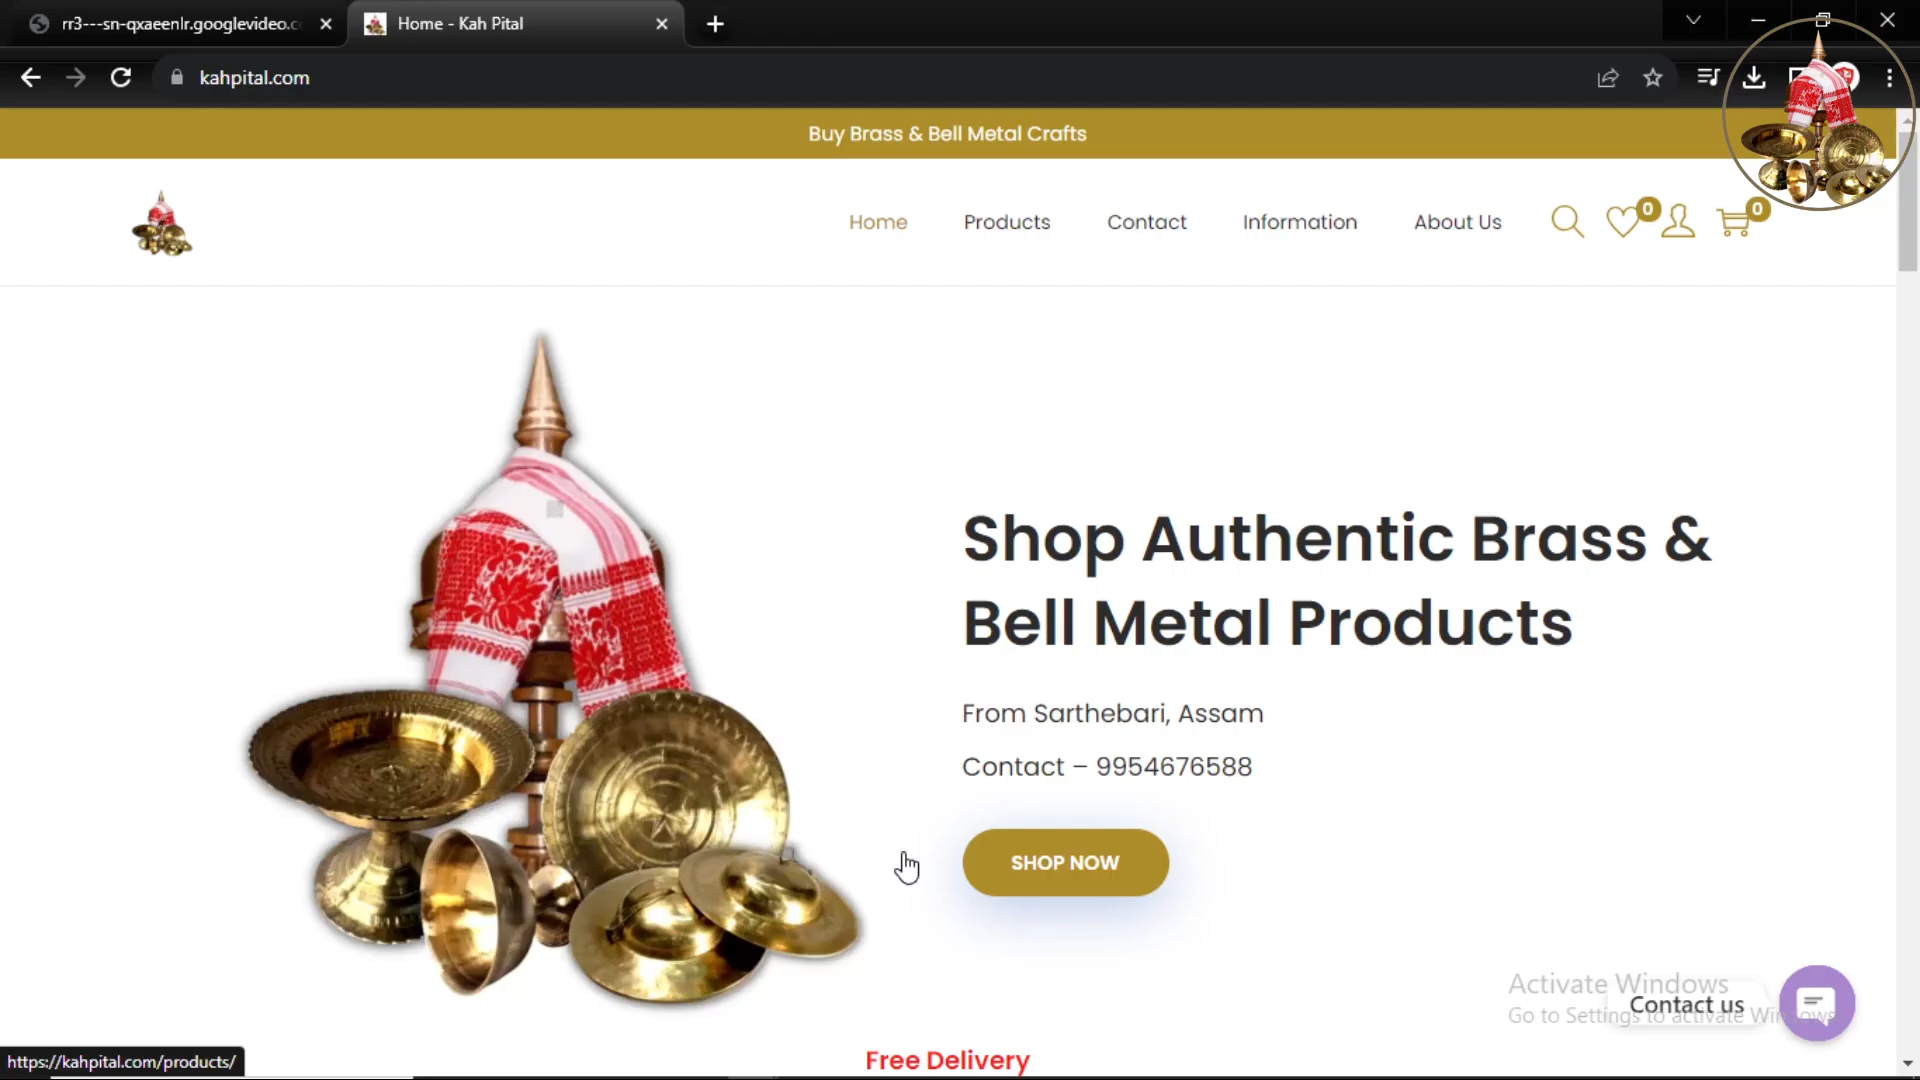 rr3---sn-qxaeenlr.googlevideo.c
Home - Kah Pital
kahpital.com
Buy Brass & Bell Metal Crafts
Home
Products
Contact
Information
About Us
0
0
Shop Authentic Brass &
Bell Metal Products
From Sarthebari, Assam
Contact – 9954676588
SHOP NOW
Activate Windows
Go to Settings to activate Windows
Contact us
https://kahpital.com/products/
Free Delivery